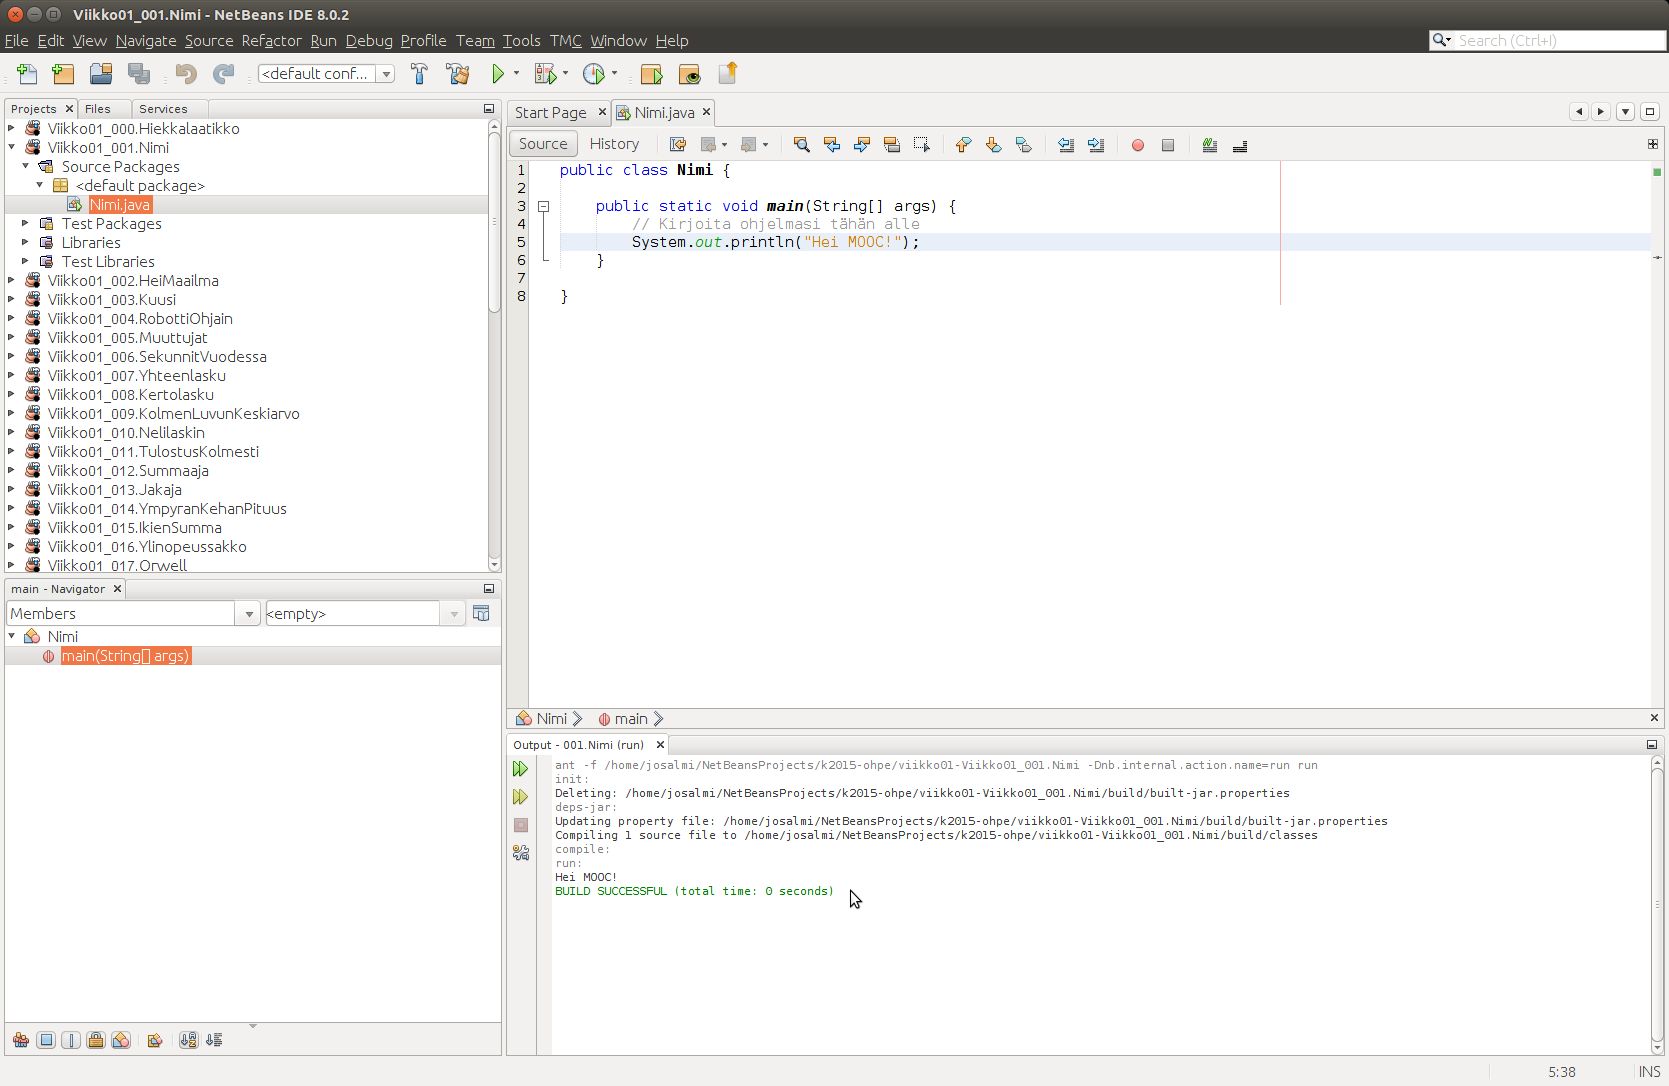 Viikko01_001.Nimi - NetBeans IDE 8.0.2
File Edit View Navigate Source Refactor Run Debug Profile Team Tools TMC Window Help
Search (Ctrl+I)
<default conf...
Projects Files Services
Viikko01_000.Hiekkalaatikko
Viikko01_001.Nimi
Source Packages
<default package>
Nimi.java
Test Packages
Libraries
Test Libraries
Viikko01_002.HeiMaailma
Viikko01_003.Kuusi
Viikko01_004.RobottiOhjain
Viikko01_005.Muuttujat
Viikko01_006.SekunnitVuodessa
Viikko01_007.Yhteenlasku
Viikko01_008.Kertolasku
Viikko01_009.KolmenLuvunKeskiarvo
Viikko01_010.Nelilaskin
Viikko01_011.TulostusKolmesti
Viikko01_012.Summaaja
Viikko01_013.Jakaja
Viikko01_014.YmpyranKehanPituus
Viikko01_015.IkienSumma
Viikko01_016.Ylinopeussakko
Viikko01_017.Orwell
main - Navigator
Members <empty>
Nimi
main(String[] args)
Start Page Nimi.java
Source History
1 public class Nimi {
2
3 public static void main(String[] args) {
4 // Kirjoita ohjelmasi tähän alle
5 System.out.println("Hei MOOC!");
6 }
7
8 }
Nimi main
Output - 001.Nimi (run)
ant -f /home/josalmi/NetBeansProjects/k2015-ohpe/viikko01-Viikko01_001.Nimi -Dnb.internal.action.name=run run
init:
Deleting: /home/josalmi/NetBeansProjects/k2015-ohpe/viikko01-Viikko01_001.Nimi/build/built-jar.properties
deps-jar:
Updating property file: /home/josalmi/NetBeansProjects/k2015-ohpe/viikko01-Viikko01_001.Nimi/build/built-jar.properties
Compiling 1 source file to /home/josalmi/NetBeansProjects/k2015-ohpe/viikko01-Viikko01_001.Nimi/build/classes
compile:
run:
Hei MOOC!
BUILD SUCCESSFUL (total time: 0 seconds)
5:38 INS